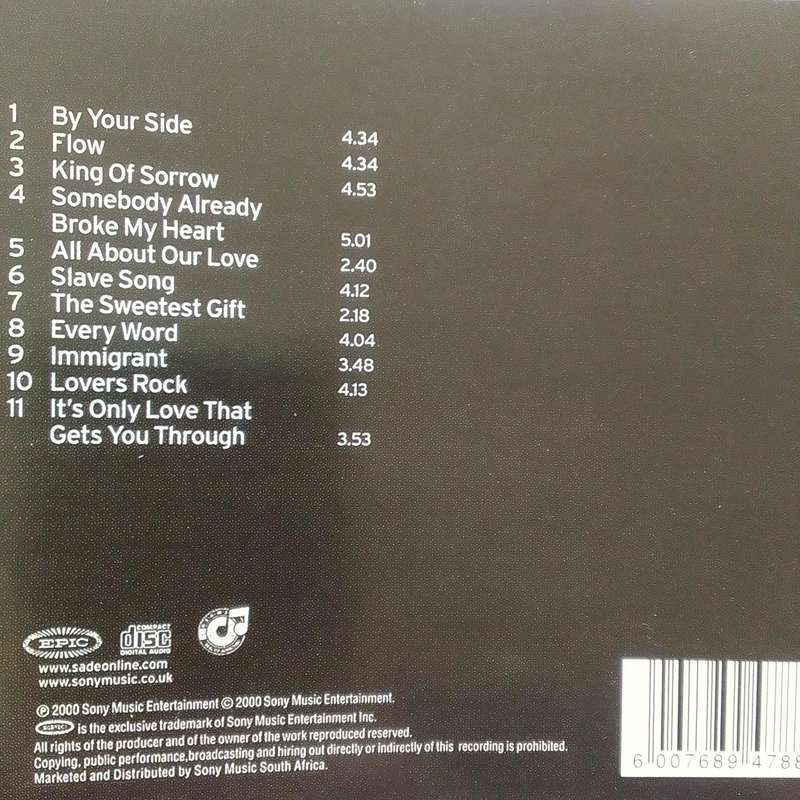 1 By Your Side 4.34
2 Flow 4.34
3 King Of Sorrow 4.53
4 Somebody Already
Broke My Heart 5.01
5 All About Our Love 2.40
6 Slave Song 4.12
7 The Sweetest Gift 2.18
8 Every Word 4.04
9 Immigrant 3.48
10 Lovers Rock 4.13
11 It's Only Love That
Gets You Through 3.53
EPIC
COMPACT
disc
DIGITAL AUDIO
www.sadeonline.com
www.sonymusic.co.uk
℗ 2000 Sony Music Entertainment © 2000 Sony Music Entertainment.
EPIC is the exclusive trademark of Sony Music Entertainment Inc.
All rights of the producer and of the owner of the work reproduced reserved.
Copying, public performance,broadcasting and hiring out directly or indirectly of this recording is prohibited.
Marketed and Distributed by Sony Music South Africa.
6 007689 4788